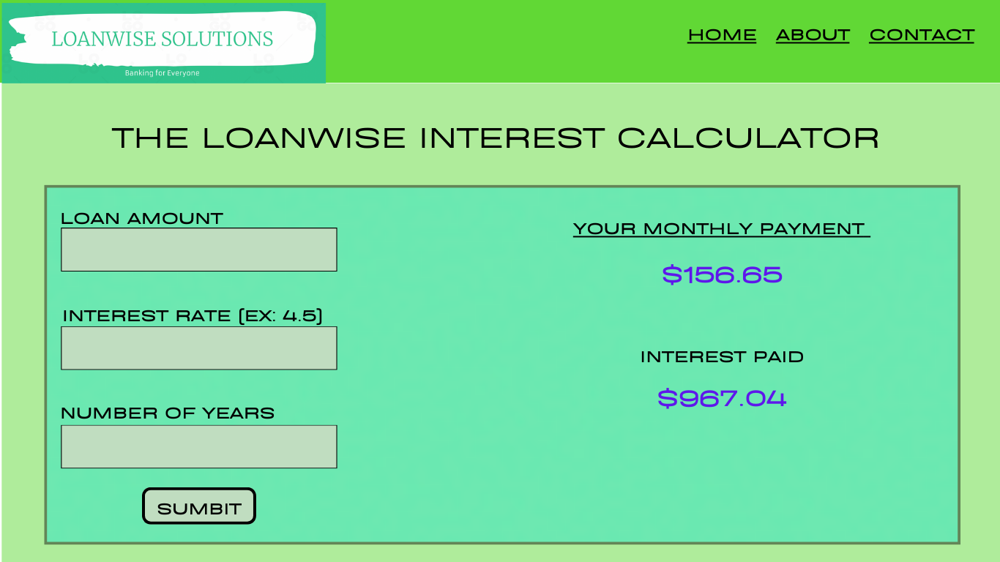 LOANWISE SOLUTIONS
Banking for Everyone
HOME ABOUT CONTACT
THE LOANWISE INTEREST CALCULATOR
LOAN AMOUNT
INTEREST RATE (EX: 4.5)
NUMBER OF YEARS
SUMBIT
YOUR MONTHLY PAYMENT
$156.65
INTEREST PAID
$967.04